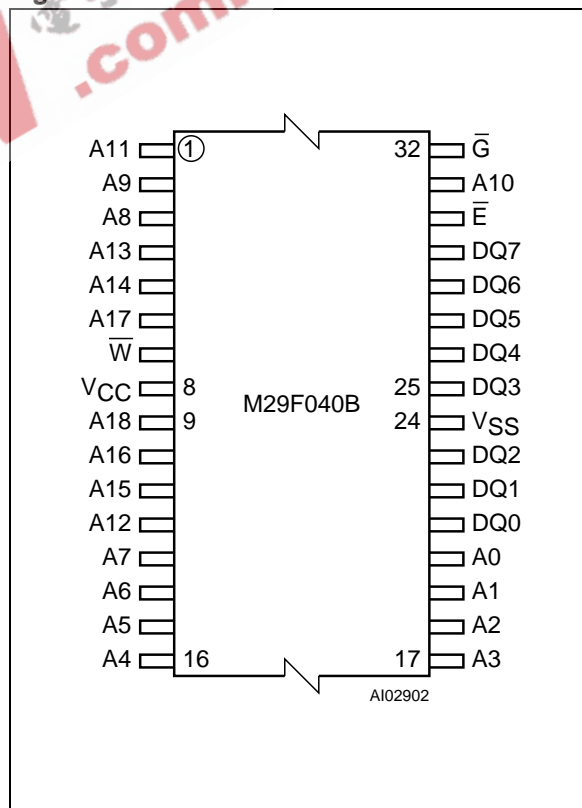 .com
A11 1 32 G̅
A9 A10
A8 E̅
A13 DQ7
A14 DQ6
A17 DQ5
W̅ DQ4
VCC 8 25 DQ3
M29F040B
A18 9 24 VSS
A16 DQ2
A15 DQ1
A12 DQ0
A7 A0
A6 A1
A5 A2
A4 16 17 A3
AI02902